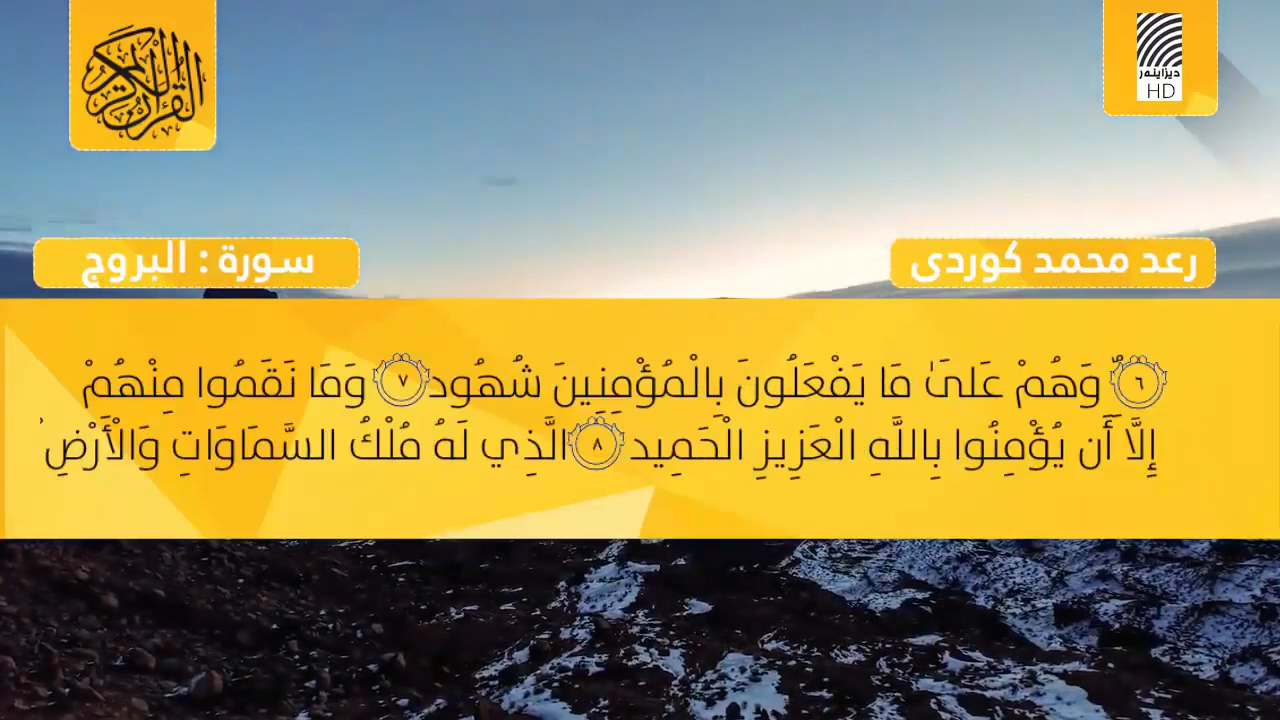 القرآن الكريم
ديزاينەر
HD
سورة : البروج
رعد محمد كوردى
٦ وَهُمْ عَلَىٰ مَا يَفْعَلُونَ بِالْمُؤْمِنِينَ شُهُود ٧ وَمَا نَقَمُوا مِنْهُمْ
إِلَّا أَن يُؤْمِنُوا بِاللَّهِ الْعَزِيزِ الْحَمِيد ٨ الَّذِي لَهُ مُلْكُ السَّمَاوَاتِ وَالْأَرْضِ